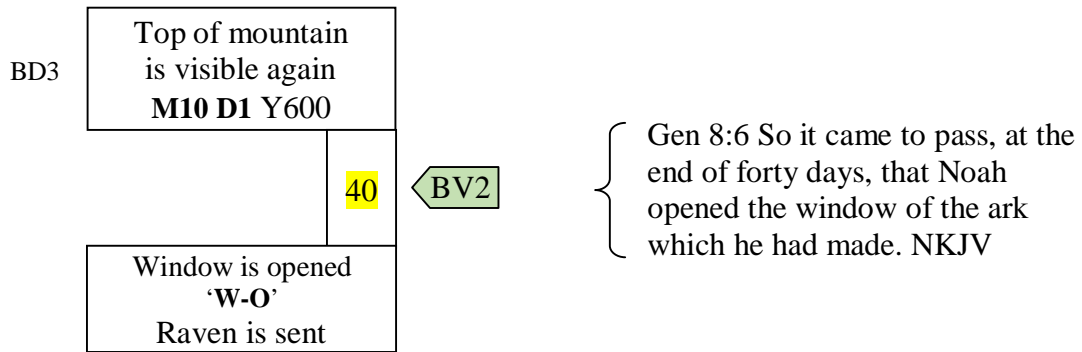 BD3
Top of mountain
is visible again
M10 D1 Y600
40
BV2
Gen 8:6 So it came to pass, at the
end of forty days, that Noah
opened the window of the ark
which he had made. NKJV
Window is opened
‘W-O’
Raven is sent